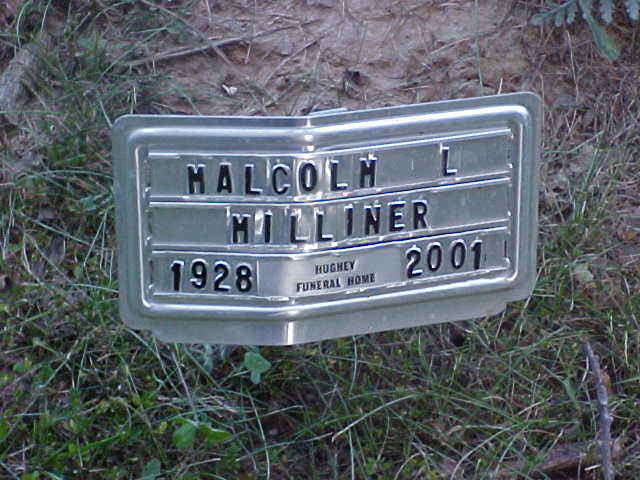 MALCOLM L
MILLINER
1928 HUGHEY FUNERAL HOME 2001